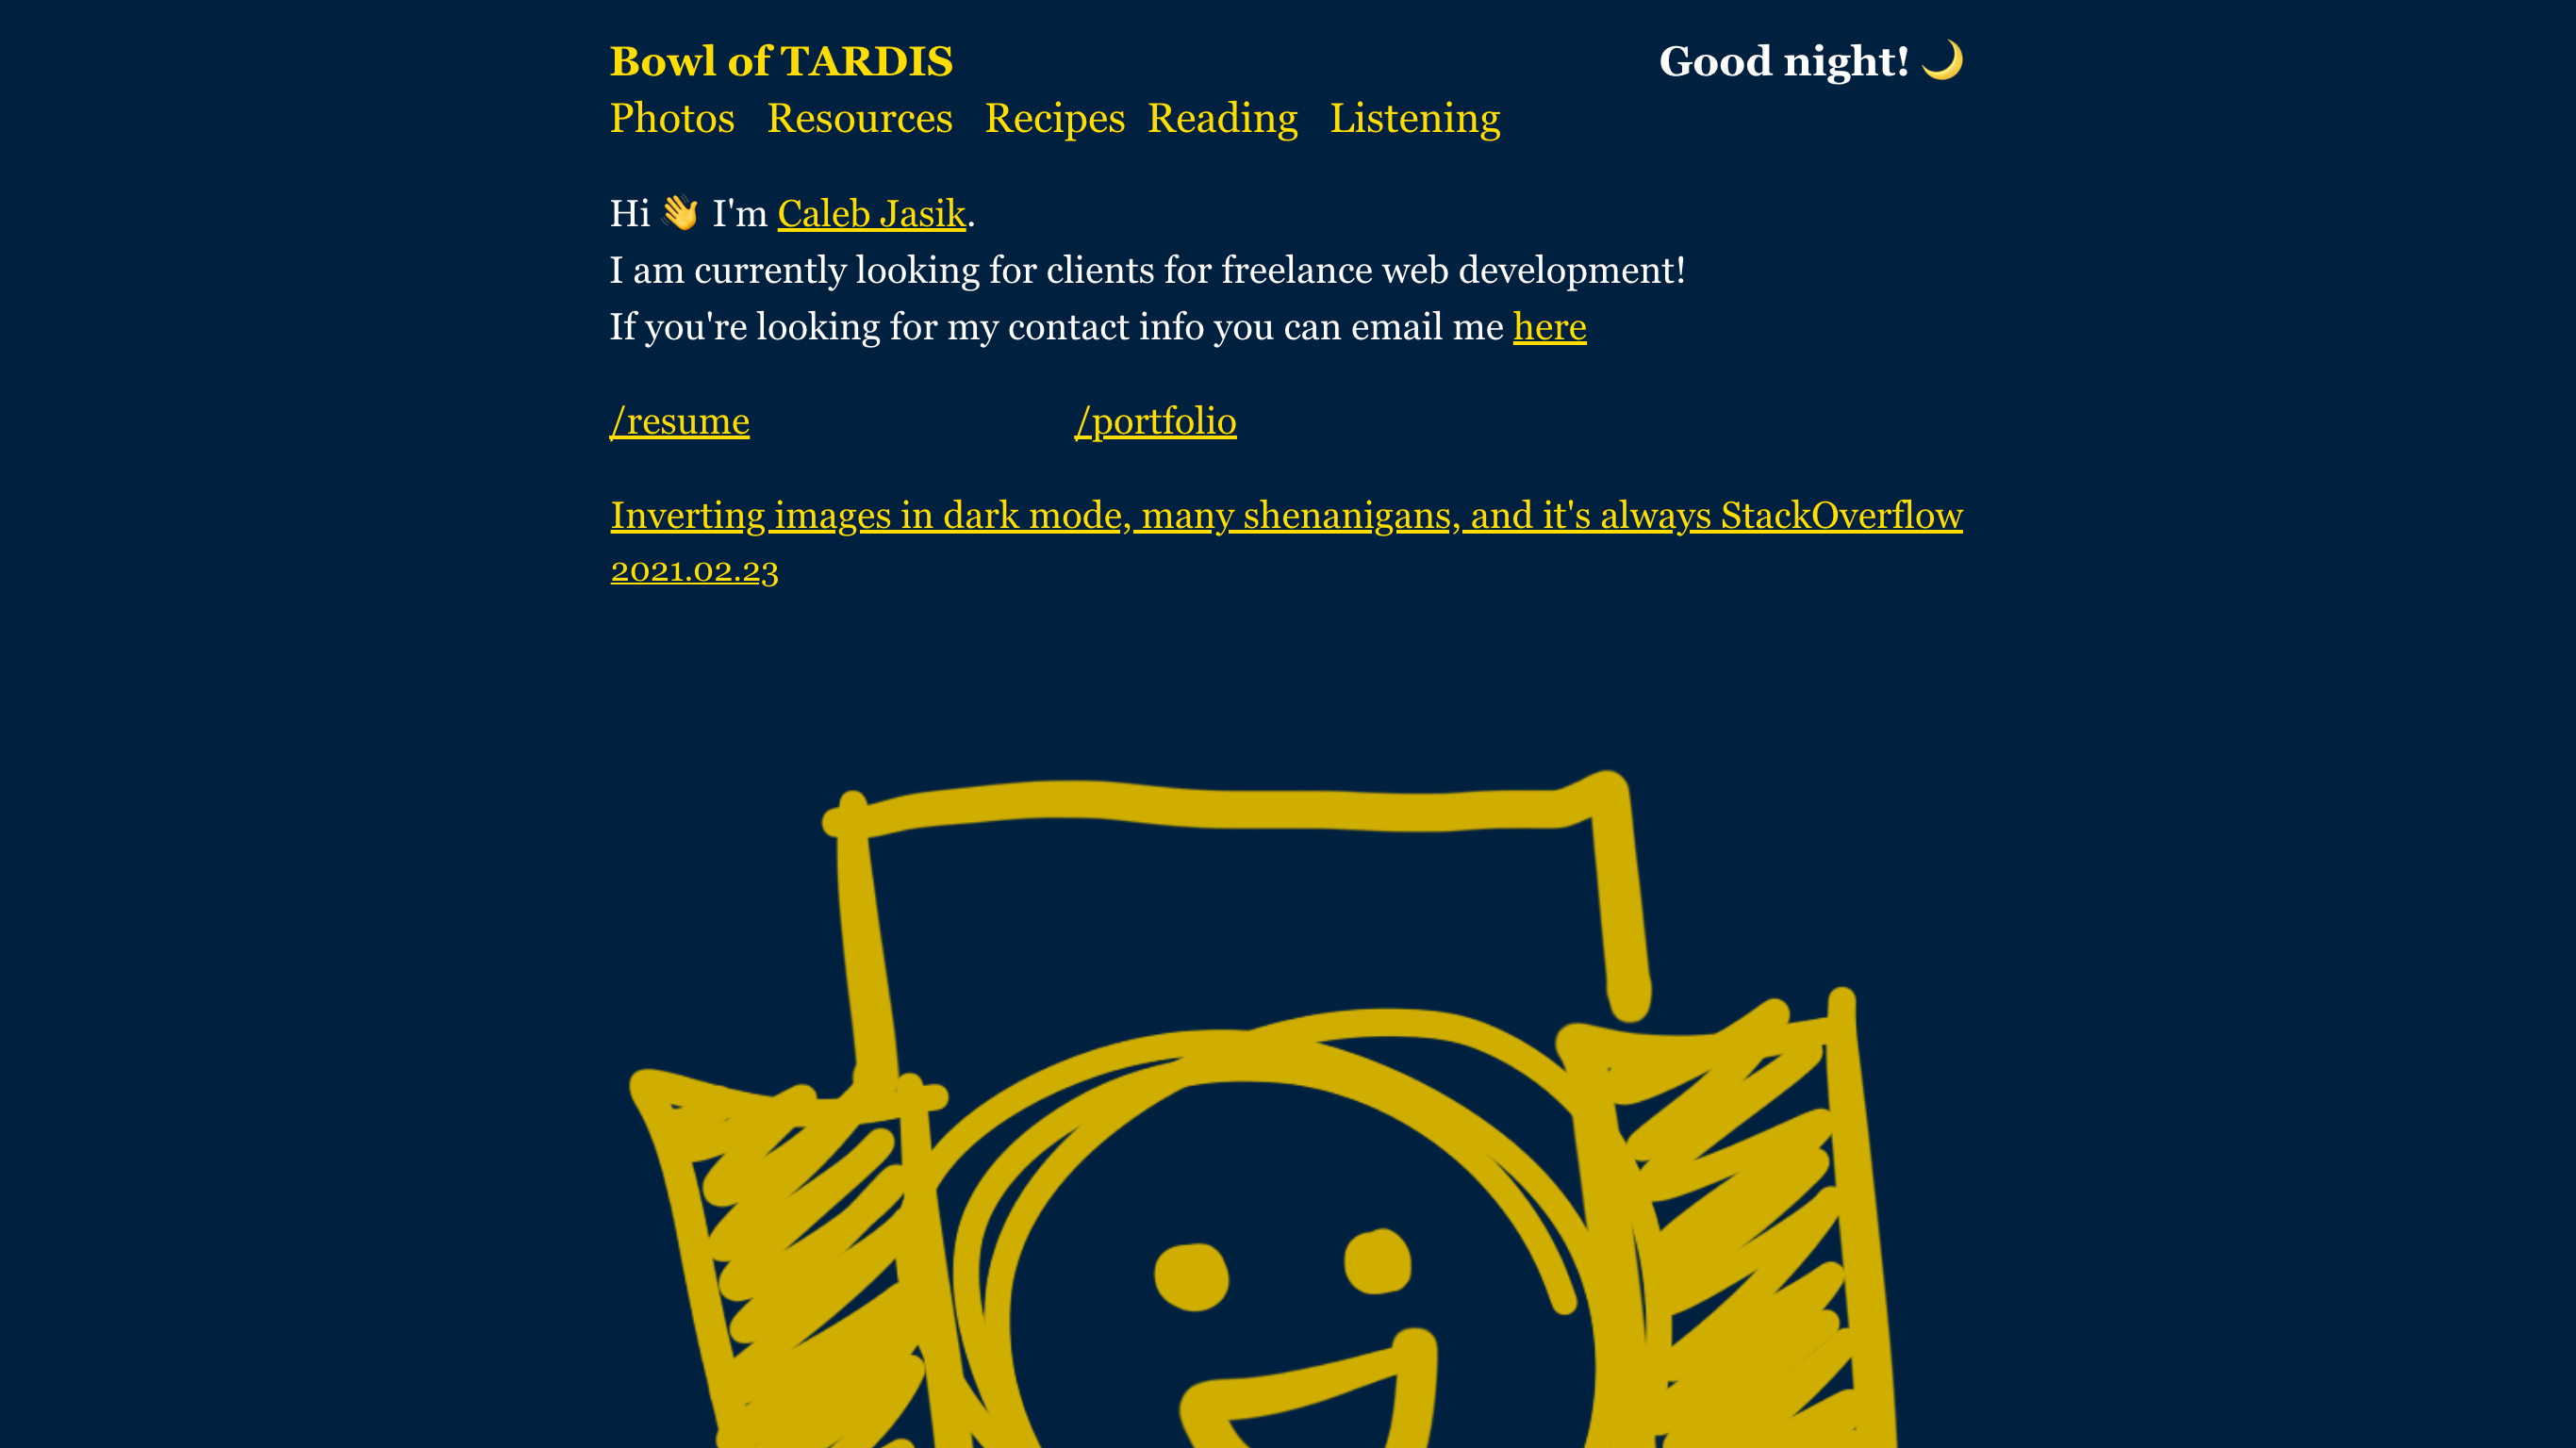 Bowl of TARDIS Good night! 🌙
Photos Resources Recipes Reading Listening
Hi 👋 I'm Caleb Jasik.
I am currently looking for clients for freelance web development!
If you're looking for my contact info you can email me here
/resume /portfolio
Inverting images in dark mode, many shenanigans, and it's always StackOverflow
2021.02.23